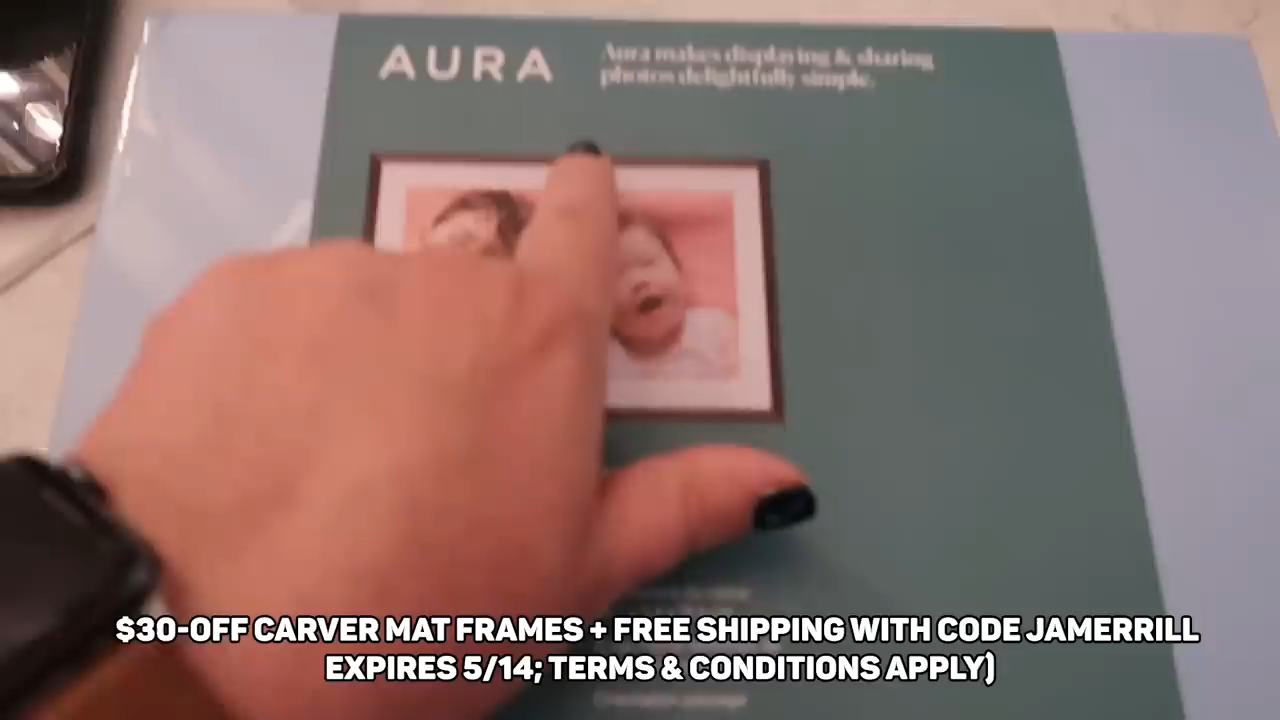 AURA
Aura makes displaying & sharing
photos delightfully simple.
$30-OFF CARVER MAT FRAMES + FREE SHIPPING WITH CODE JAMERRILL
EXPIRES 5/14; TERMS & CONDITIONS APPLY)